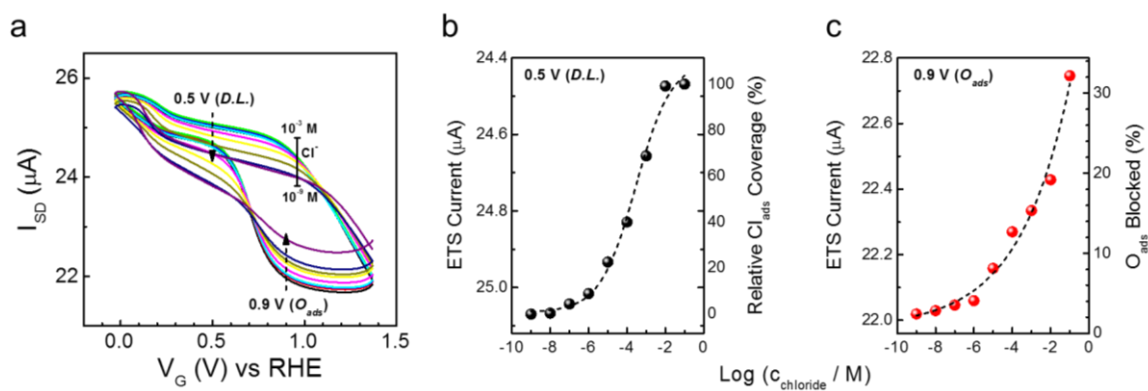 a
26
24
22
I_SD (μA)
0.5 V (D.L.)
10⁻³ M
Cl⁻
10⁻⁹ M
0.9 V (O_ads)
0.0 0.5 1.0 1.5
V_G (V) vs RHE
b
24.4
24.6
24.8
25.0
ETS Current (μA)
0.5 V (D.L.)
100
80
60
40
20
0
Relative Cl_ads Coverage (%)
-10 -8 -6 -4 -2 0
c
22.8
22.6
22.4
22.2
22.0
ETS Current (μA)
0.9 V (O_ads)
30
20
10
0
O_ads Blocked (%)
-10 -8 -6 -4 -2 0
Log (c_chloride / M)